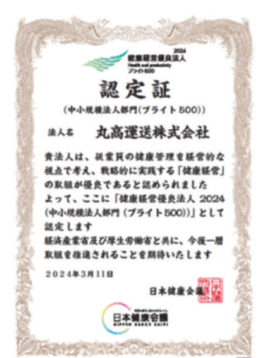 2024
健康経営優良法人
Health and productivity
ブライト500
認定証
(中小規模法人部門(ブライト500))
法人名 丸高運送株式会社
貴法人は、従業員の健康管理を経営的な
視点で考え、戦略的に実践する「健康経営」
の取組が優良であると認められました
よって、ここに「健康経営優良法人 2024
(中小規模法人部門(ブライト500))」として
認定します
経済産業省及び厚生労働省と共に、今後一層
取組を推進されることを期待いたします
2024年3月11日
日本健康会議
日本健康会議
NIPPON KENKO KAIGI